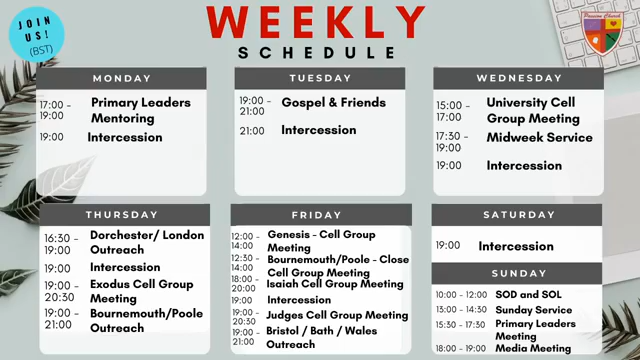 JOIN
US!
(BST)
WEEKLY
SCHEDULE
Passion Church
MONDAY
17:00 - 19:00 Primary Leaders Mentoring
19:00 Intercession
TUESDAY
19:00 - 21:00 Gospel & Friends
21:00 Intercession
WEDNESDAY
15:00 - 17:00 University Cell Group Meeting
17:30 - 19:00 Midweek Service
19:00 Intercession
THURSDAY
16:30 - 19:00 Dorchester/ London Outreach
19:00 Intercession
19:00 - 20:30 Exodus Cell Group Meeting
19:00 - 21:00 Bournemouth/Poole Outreach
FRIDAY
12:00 - 14:00 Genesis - Cell Group Meeting
12:30 - 14:00 Bournemouth/Poole - Close Cell Group Meeting
18:00 - 20:00 Isaiah Cell Group Meeting
19:00 Intercession
19:00 - 20:30 Judges Cell Group Meeting
19:00 - 21:00 Bristol / Bath / Wales Outreach
SATURDAY
19:00 Intercession
SUNDAY
10:00 - 12:00 SOD and SOL
13:00 - 14:30 Sunday Service
15:30 - 17:30 Primary Leaders Meeting
18:00 - 19:00 Media Meeting